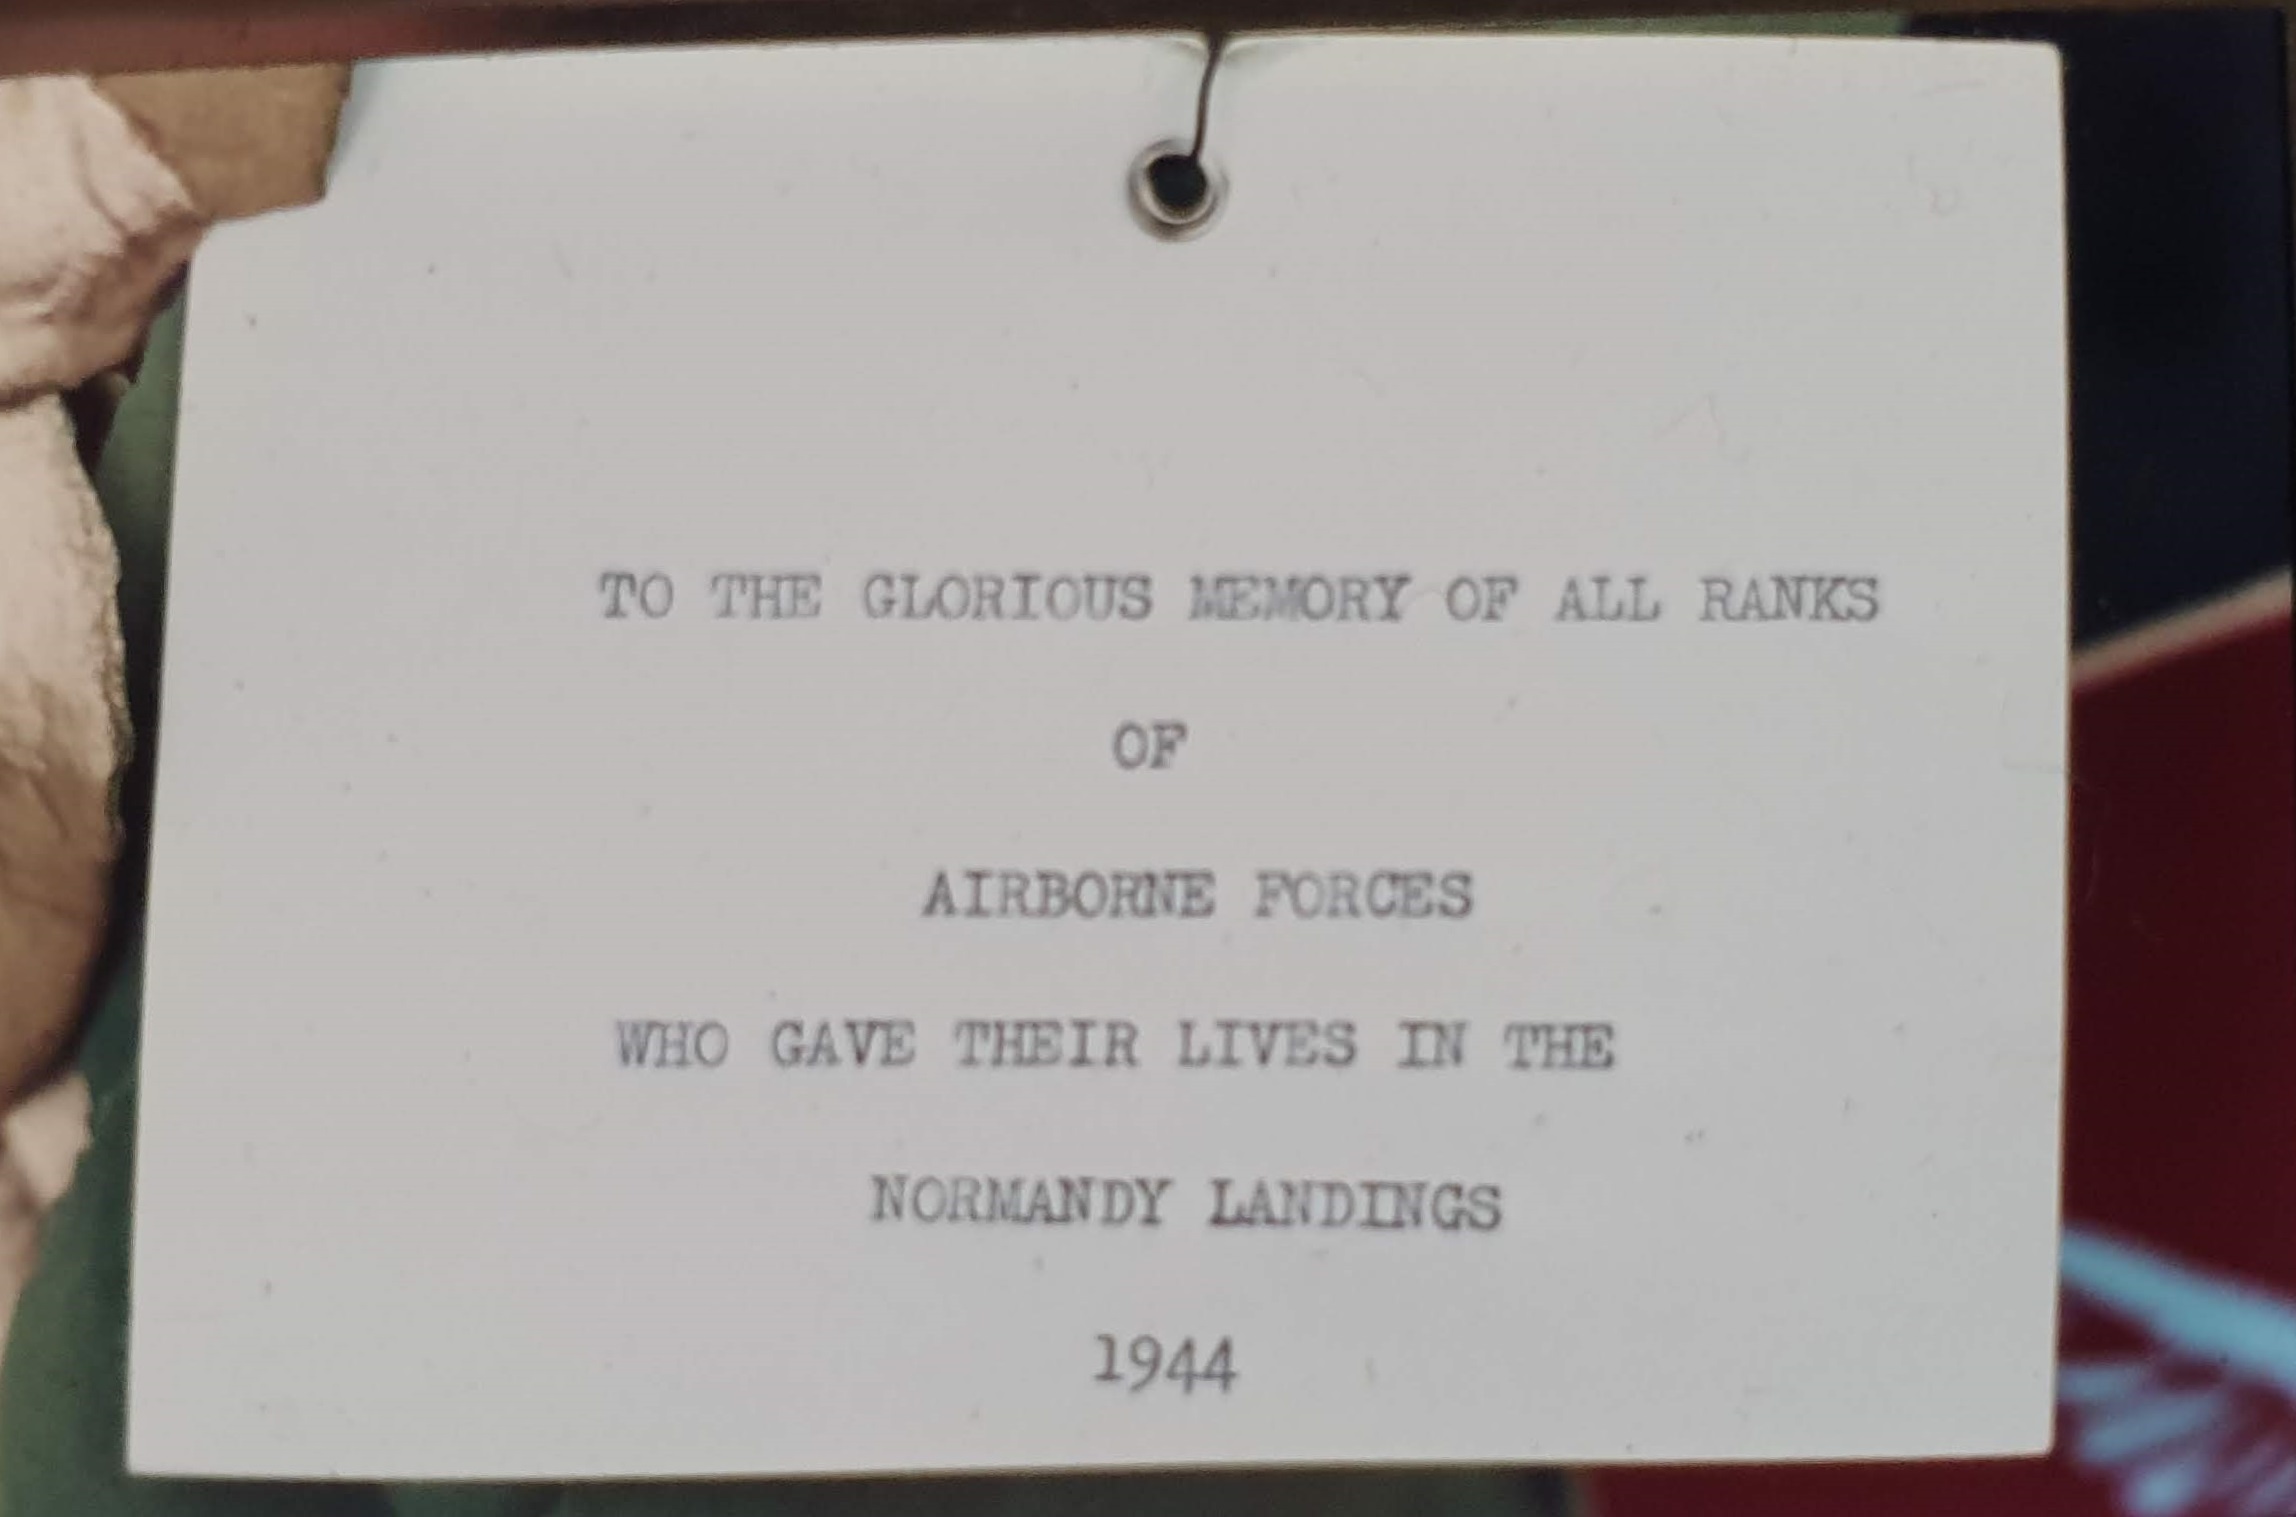 TO THE GLORIOUS MEMORY OF ALL RANKS
OF
AIRBORNE FORCES
WHO GAVE THEIR LIVES IN THE
NORMANDY LANDINGS
1944